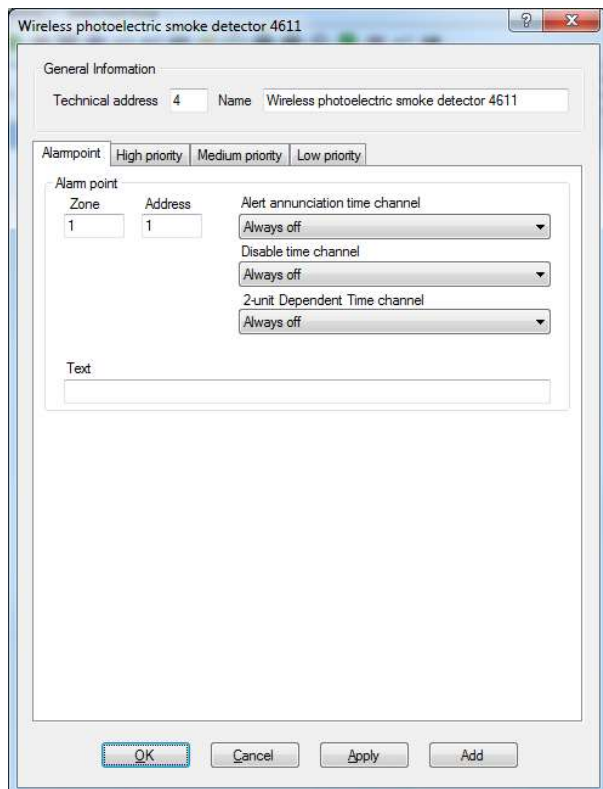 Wireless photoelectric smoke detector 4611
General Information
Technical address 4 Name Wireless photoelectric smoke detector 4611
Alarmpoint High priority Medium priority Low priority
Alarm point
Zone Address Alert annunciation time channel
1 1 Always off
Disable time channel
Always off
2-unit Dependent Time channel
Always off
Text
OK Cancel Apply Add